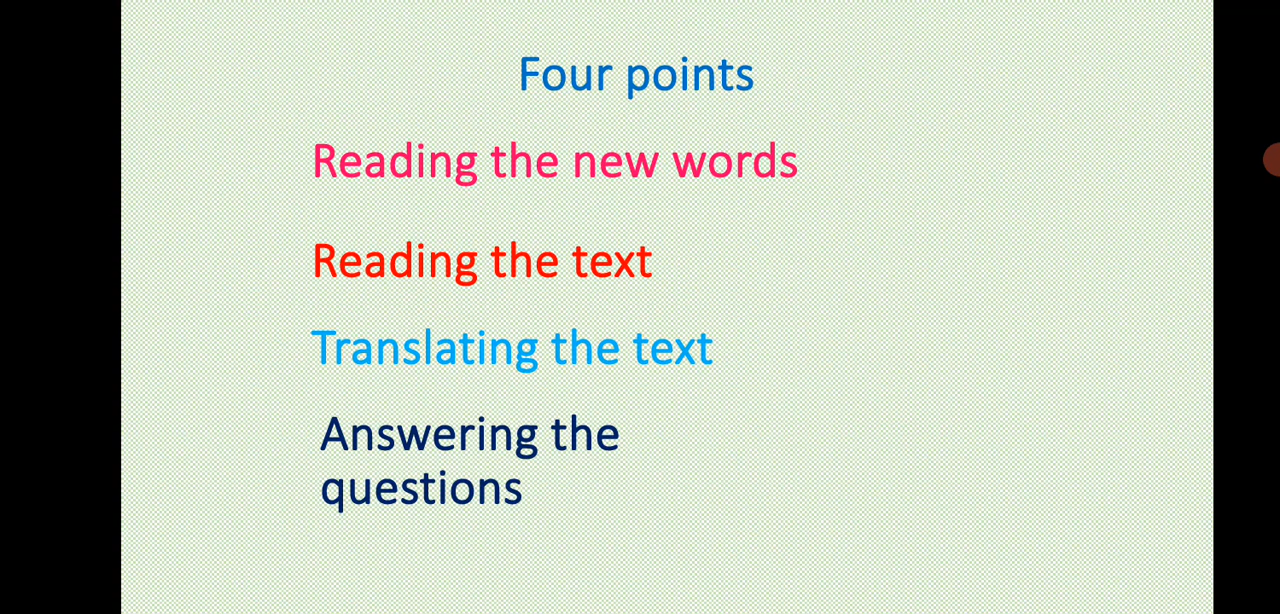 Four points
Reading the new words
Reading the text
Translating the text
Answering the
questions